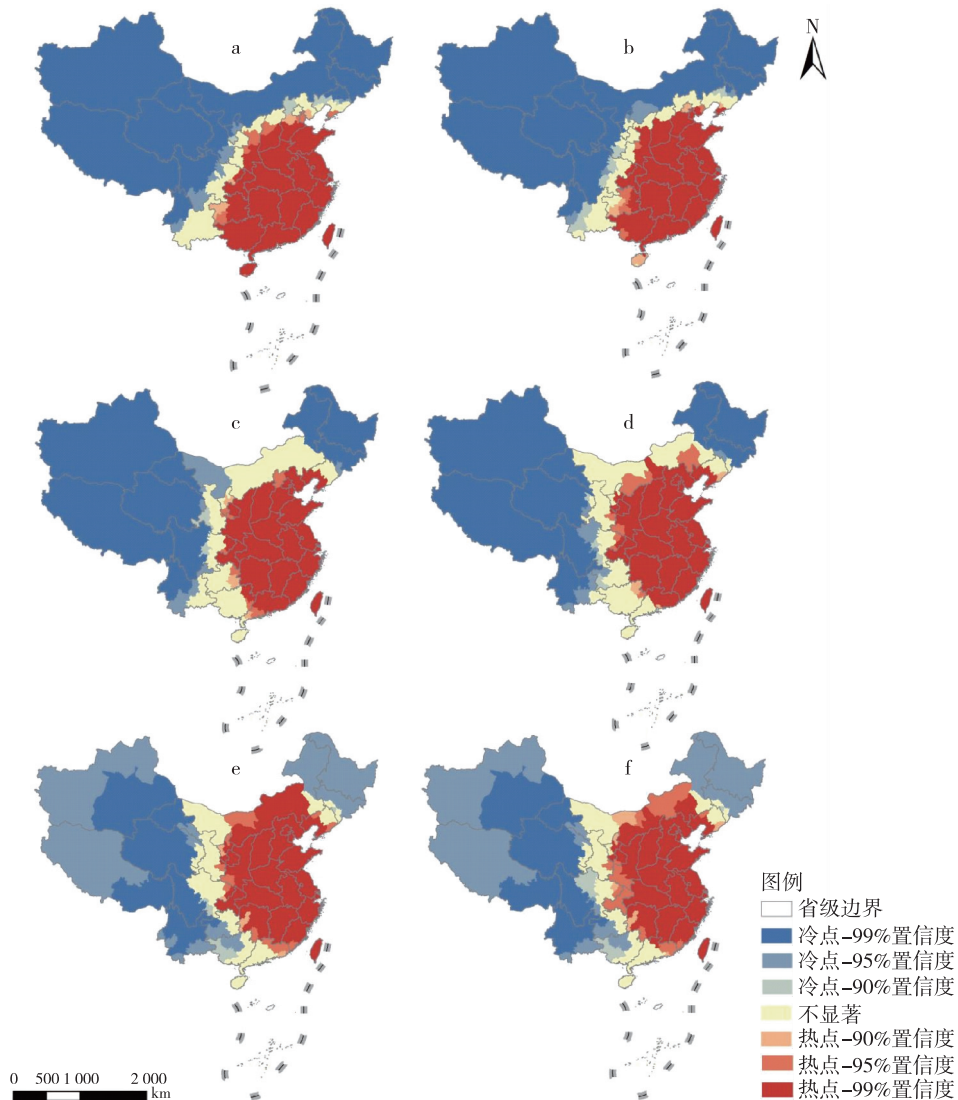 a
b
N
c
d
e
f
图例
省级边界
冷点-99%置信度
冷点-95%置信度
冷点-90%置信度
不显著
热点-90%置信度
热点-95%置信度
热点-99%置信度
0 500 1 000 2 000
km